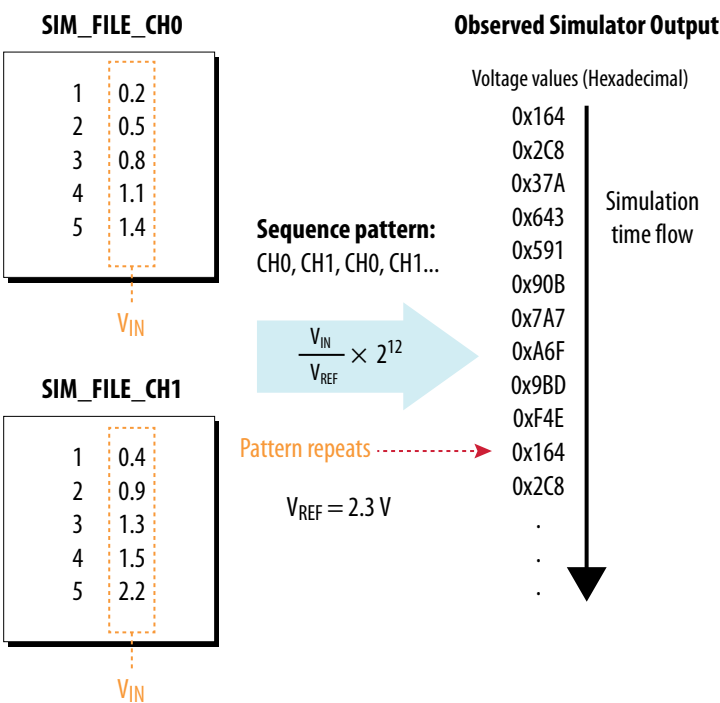 SIM_FILE_CH0
1 0.2
2 0.5
3 0.8
4 1.1
5 1.4
VIN
SIM_FILE_CH1
1 0.4
2 0.9
3 1.3
4 1.5
5 2.2
VIN
Sequence pattern:
CH0, CH1, CH0, CH1...
VIN
VREF
× 2^12
Pattern repeats
VREF = 2.3 V
Observed Simulator Output
Voltage values (Hexadecimal)
0x164
0x2C8
0x37A
0x643
0x591
0x90B
0x7A7
0xA6F
0x9BD
0xF4E
0x164
0x2C8
.
.
.
Simulation
time flow